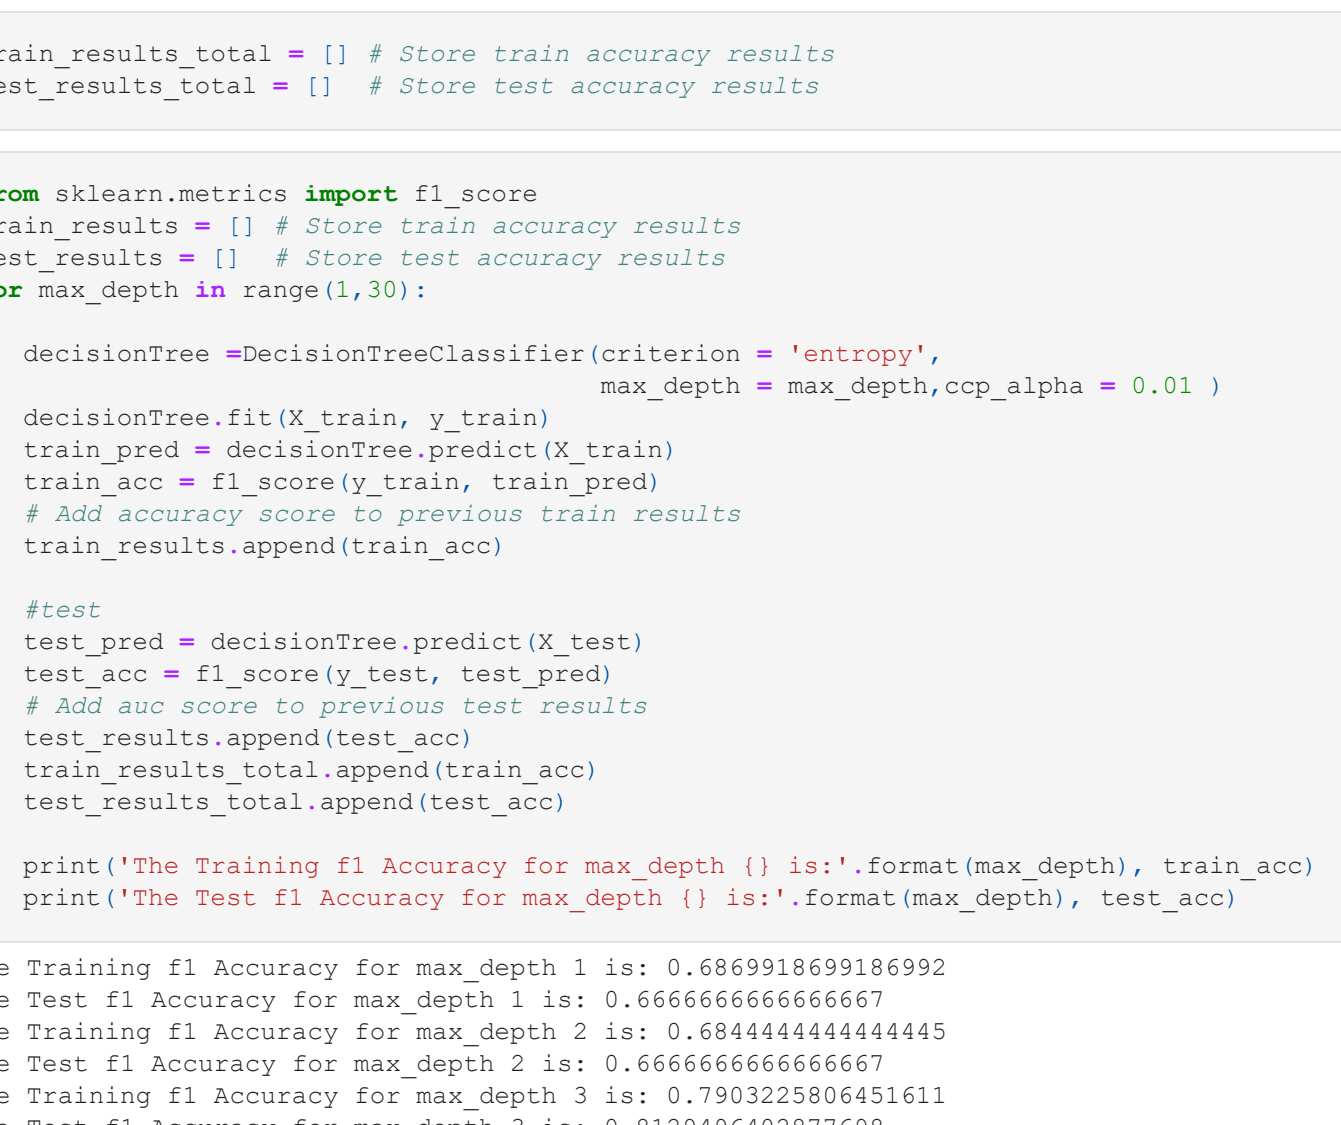 rain_results_total = [] # Store train accuracy results
est_results_total = []  # Store test accuracy results
rom sklearn.metrics import f1_score
rain_results = [] # Store train accuracy results
est_results = []  # Store test accuracy results
or max_depth in range(1,30):
decisionTree =DecisionTreeClassifier(criterion = 'entropy',
max_depth = max_depth,ccp_alpha = 0.01 )
decisionTree.fit(X_train, y_train)
train_pred = decisionTree.predict(X_train)
train_acc = f1_score(y_train, train_pred)
# Add accuracy score to previous train results
train_results.append(train_acc)
#test
test_pred = decisionTree.predict(X_test)
test_acc = f1_score(y_test, test_pred)
# Add auc score to previous test results
test_results.append(test_acc)
train_results_total.append(train_acc)
test_results_total.append(test_acc)
print('The Training f1 Accuracy for max_depth {} is:'.format(max_depth), train_acc)
print('The Test f1 Accuracy for max_depth {} is:'.format(max_depth), test_acc)
e Training f1 Accuracy for max_depth 1 is: 0.6869918699186992
e Test f1 Accuracy for max_depth 1 is: 0.6666666666666667
e Training f1 Accuracy for max_depth 2 is: 0.6844444444444445
e Test f1 Accuracy for max_depth 2 is: 0.6666666666666667
e Training f1 Accuracy for max_depth 3 is: 0.7903225806451611
e Test f1 Accuracy for max_depth 3 is: